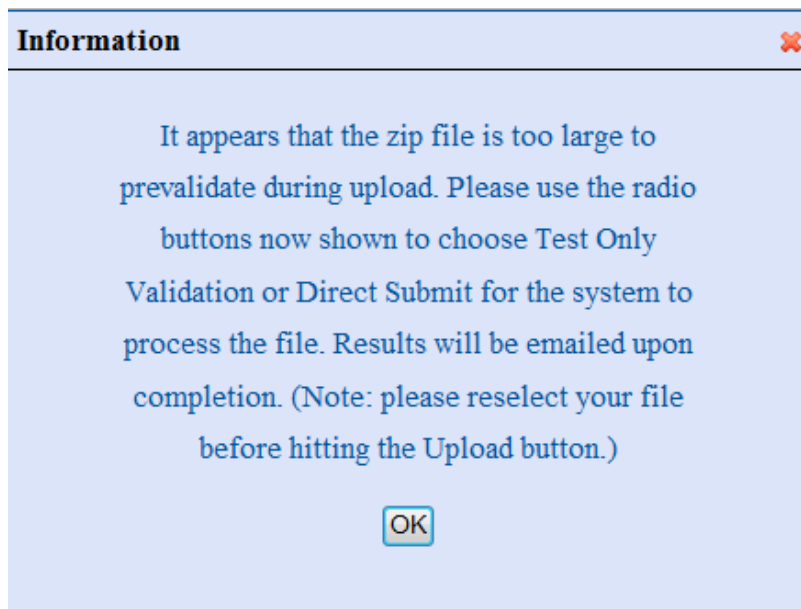 Information
It appears that the zip file is too large to
prevalidate during upload. Please use the radio
buttons now shown to choose Test Only
Validation or Direct Submit for the system to
process the file. Results will be emailed upon
completion. (Note: please reselect your file
before hitting the Upload button.)
OK